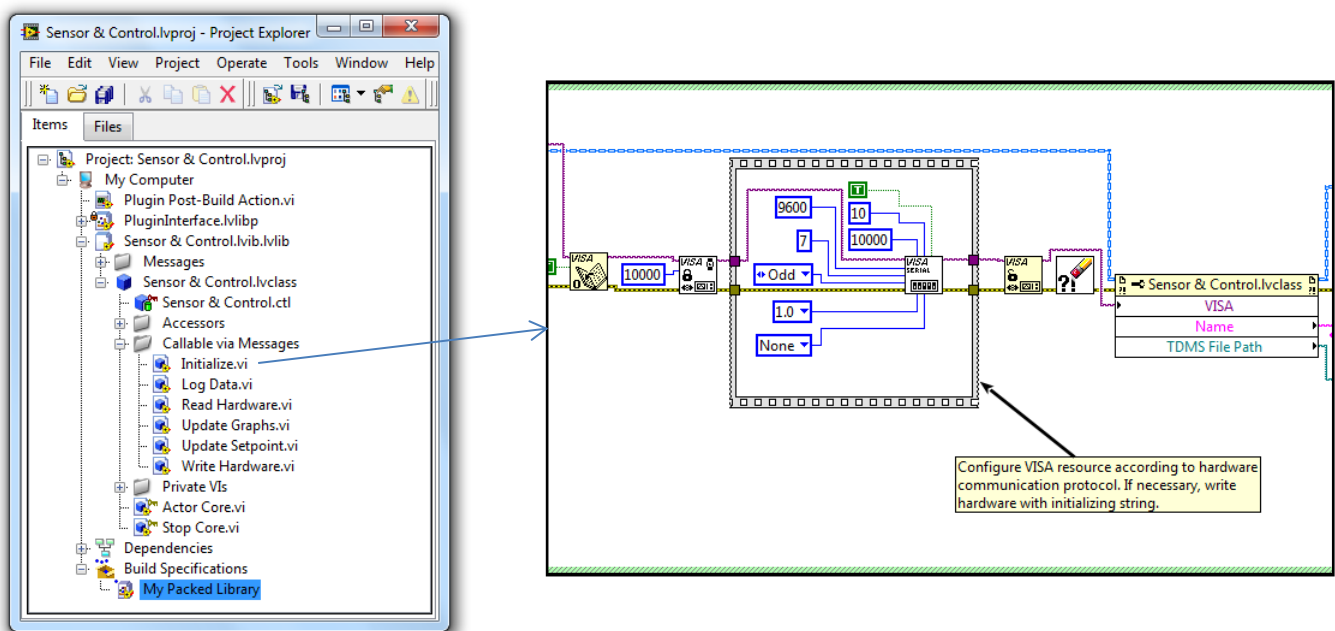 Sensor & Control.lvproj - Project Explorer
File Edit View Project Operate Tools Window Help
Items Files
Project: Sensor & Control.lvproj
My Computer
Plugin Post-Build Action.vi
PluginInterface.lvlibp
Sensor & Control.lvib.lvlib
Messages
Sensor & Control.lvclass
Sensor & Control.ctl
Accessors
Callable via Messages
Initialize.vi
Log Data.vi
Read Hardware.vi
Update Graphs.vi
Update Setpoint.vi
Write Hardware.vi
Private VIs
Actor Core.vi
Stop Core.vi
Dependencies
Build Specifications
My Packed Library
T
9600
10
7
10000
VISA
10000
VISA
Odd
VISA
SERIAL
VISA
?!
1.0
None
Sensor & Control.lvclass
VISA
Name
TDMS File Path
Configure VISA resource according to hardware
communication protocol. If necessary, write
hardware with initializing string.